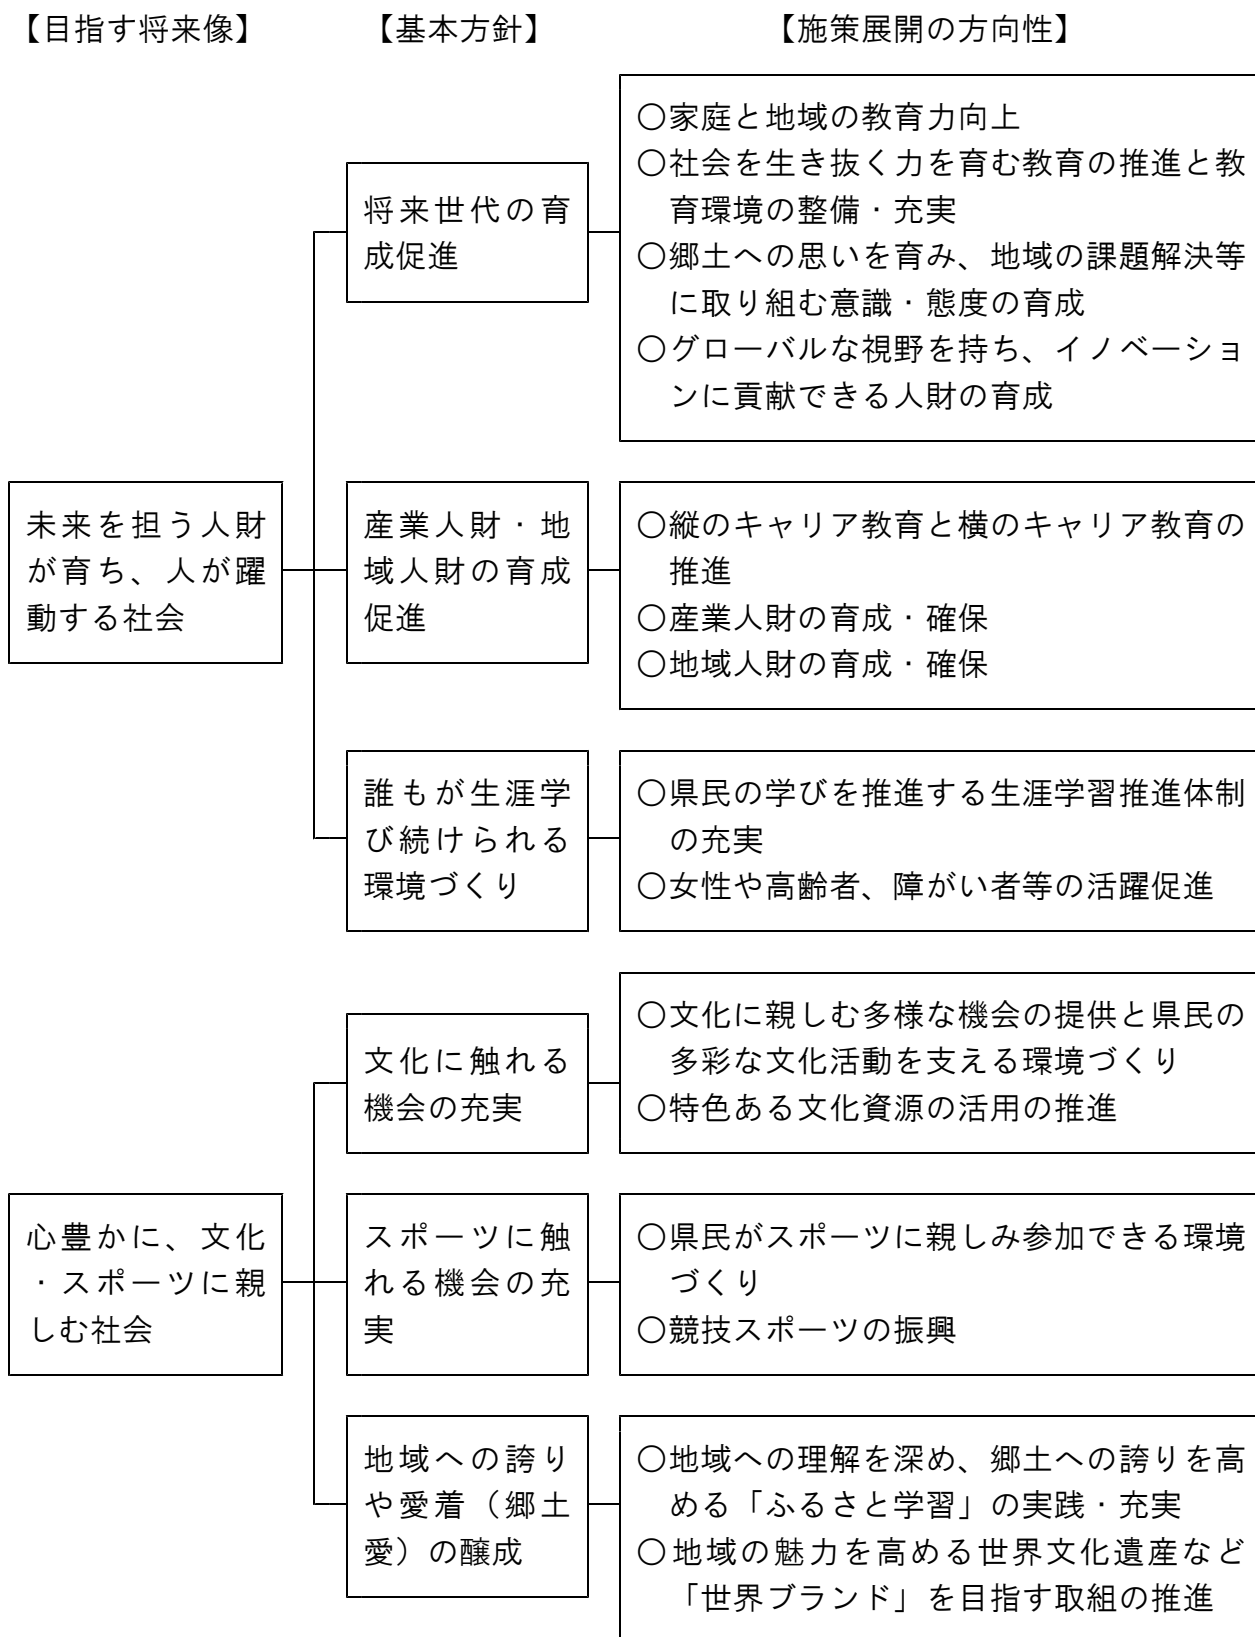 【目指す将来像】 【基本方針】 【施策展開の方向性】
未来を担う人財
が育ち、人が躍
動する社会
将来世代の育
成促進
○家庭と地域の教育力向上
○社会を生き抜く力を育む教育の推進と教
育環境の整備・充実
○郷土への思いを育み、地域の課題解決等
に取り組む意識・態度の育成
○グローバルな視野を持ち、イノベーショ
ンに貢献できる人財の育成
産業人財・地
域人財の育成
促進
○縦のキャリア教育と横のキャリア教育の
推進
○産業人財の育成・確保
○地域人財の育成・確保
誰もが生涯学
び続けられる
環境づくり
○県民の学びを推進する生涯学習推進体制
の充実
○女性や高齢者、障がい者等の活躍促進
心豊かに、文化
・スポーツに親
しむ社会
文化に触れる
機会の充実
○文化に親しむ多様な機会の提供と県民の
多彩な文化活動を支える環境づくり
○特色ある文化資源の活用の推進
スポーツに触
れる機会の充
実
○県民がスポーツに親しみ参加できる環境
づくり
○競技スポーツの振興
地域への誇り
や愛着（郷土
愛）の醸成
○地域への理解を深め、郷土への誇りを高
める「ふるさと学習」の実践・充実
○地域の魅力を高める世界文化遺産など
「世界ブランド」を目指す取組の推進